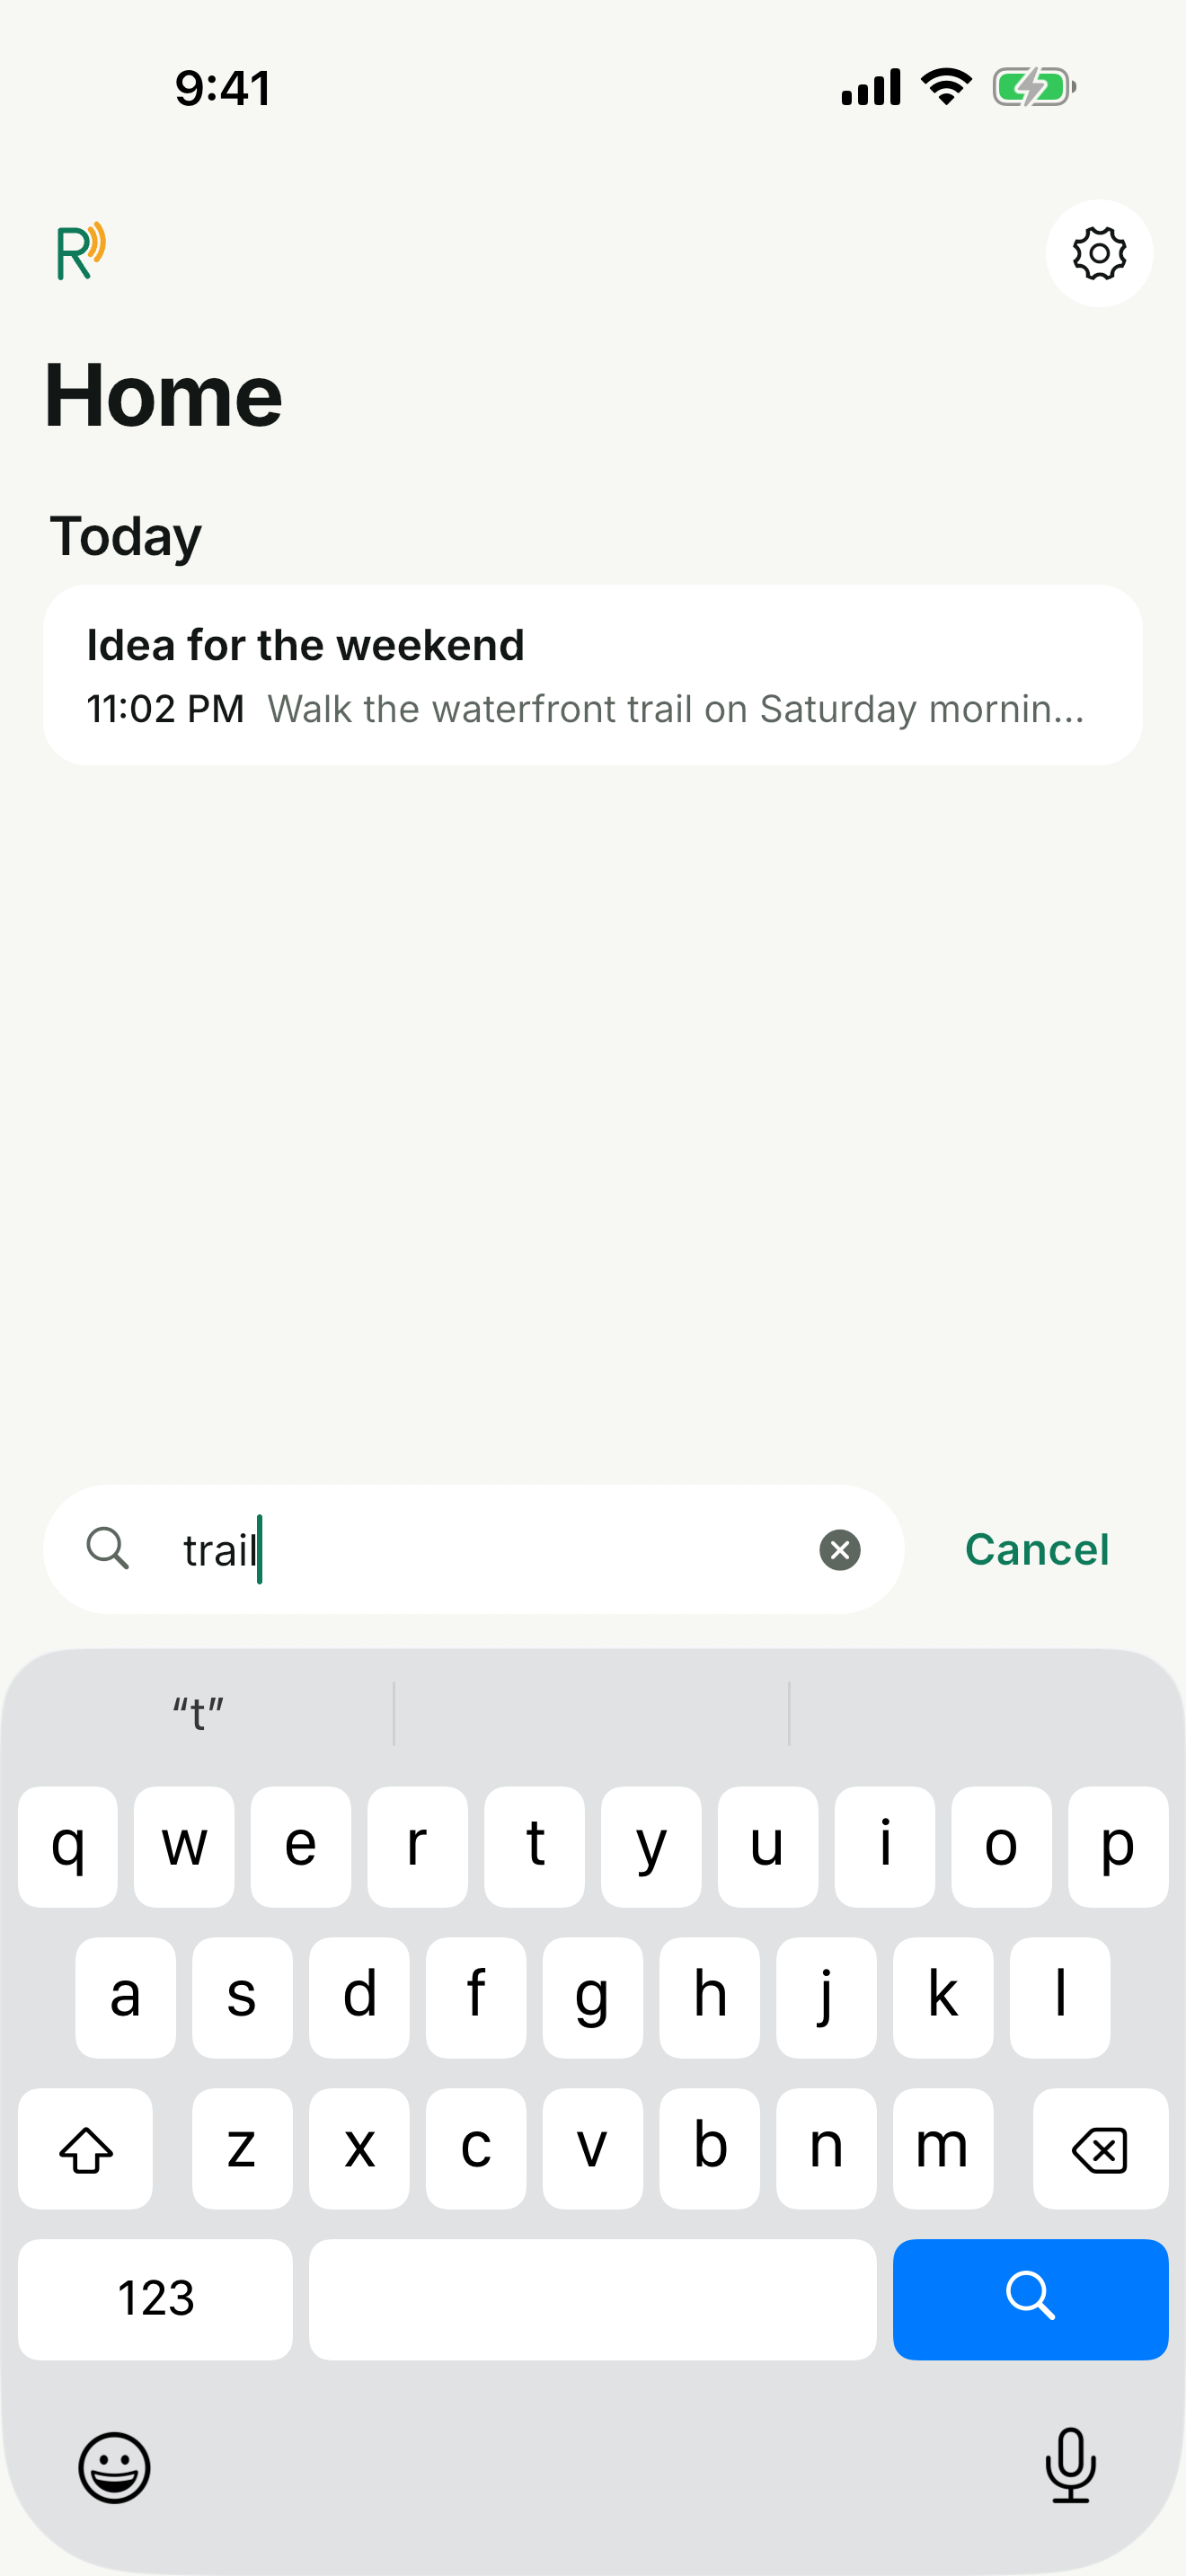 9:41
R
Home
Today
Idea for the weekend
11:02 PM Walk the waterfront trail on Saturday mornin...
trail
Cancel
“t”
q w e r t y u i o p
a s d f g h j k l
z x c v b n m
123